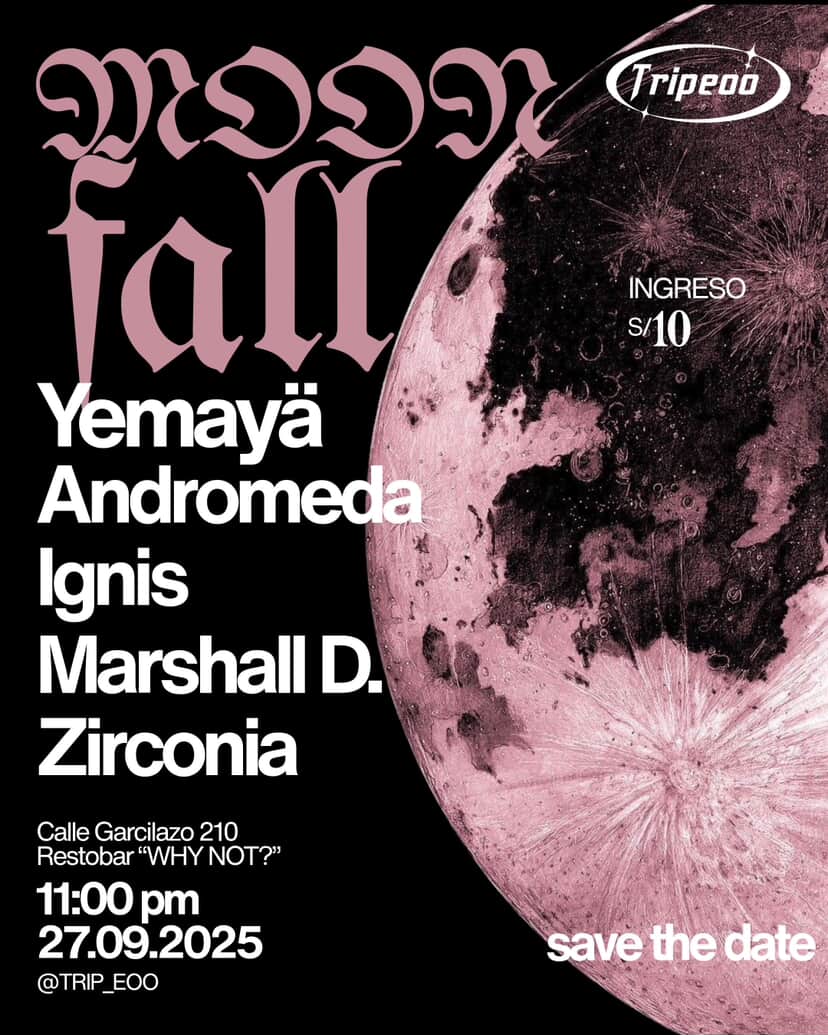 MOON
fall
Tripeoo
INGRESO
S/10
Yemayä
Andromeda
Ignis
Marshall D.
Zirconia
Calle Garcilazo 210
Restobar “WHY NOT?”
11:00 pm
27.09.2025
@TRIP_EOO
save the date